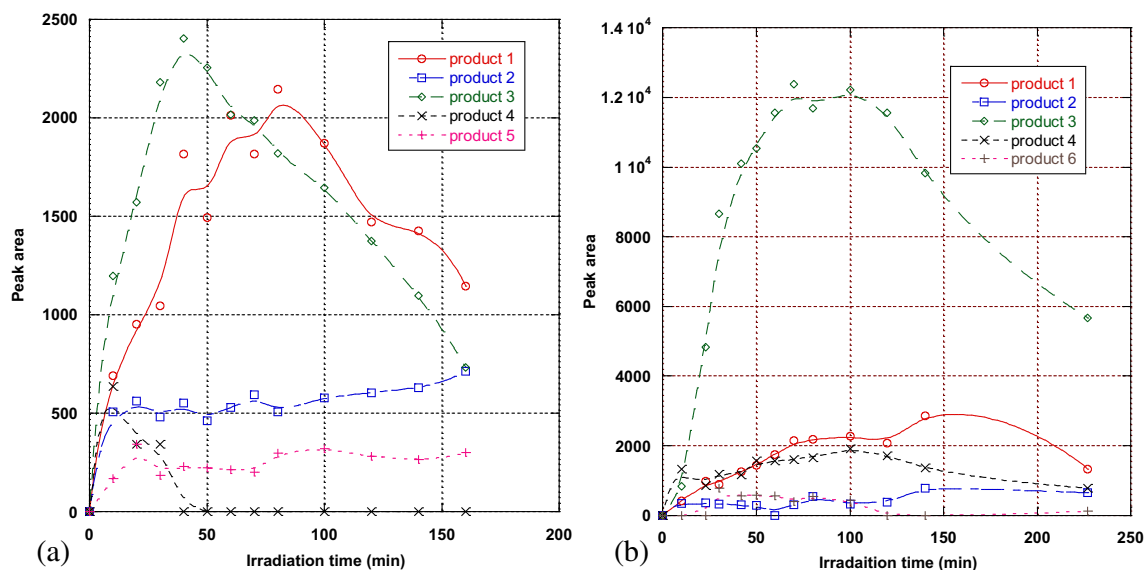 2500
2000
1500
1000
500
0
Peak area
0 50 100 150 200
Irradiation time (min)
product 1
product 2
product 3
product 4
product 5
(a)
1.4 10⁴
1.2 10⁴
1 10⁴
8000
6000
4000
2000
0
Peak area
0 50 100 150 200 250
Irradaition time (min)
product 1
product 2
product 3
product 4
product 6
(b)